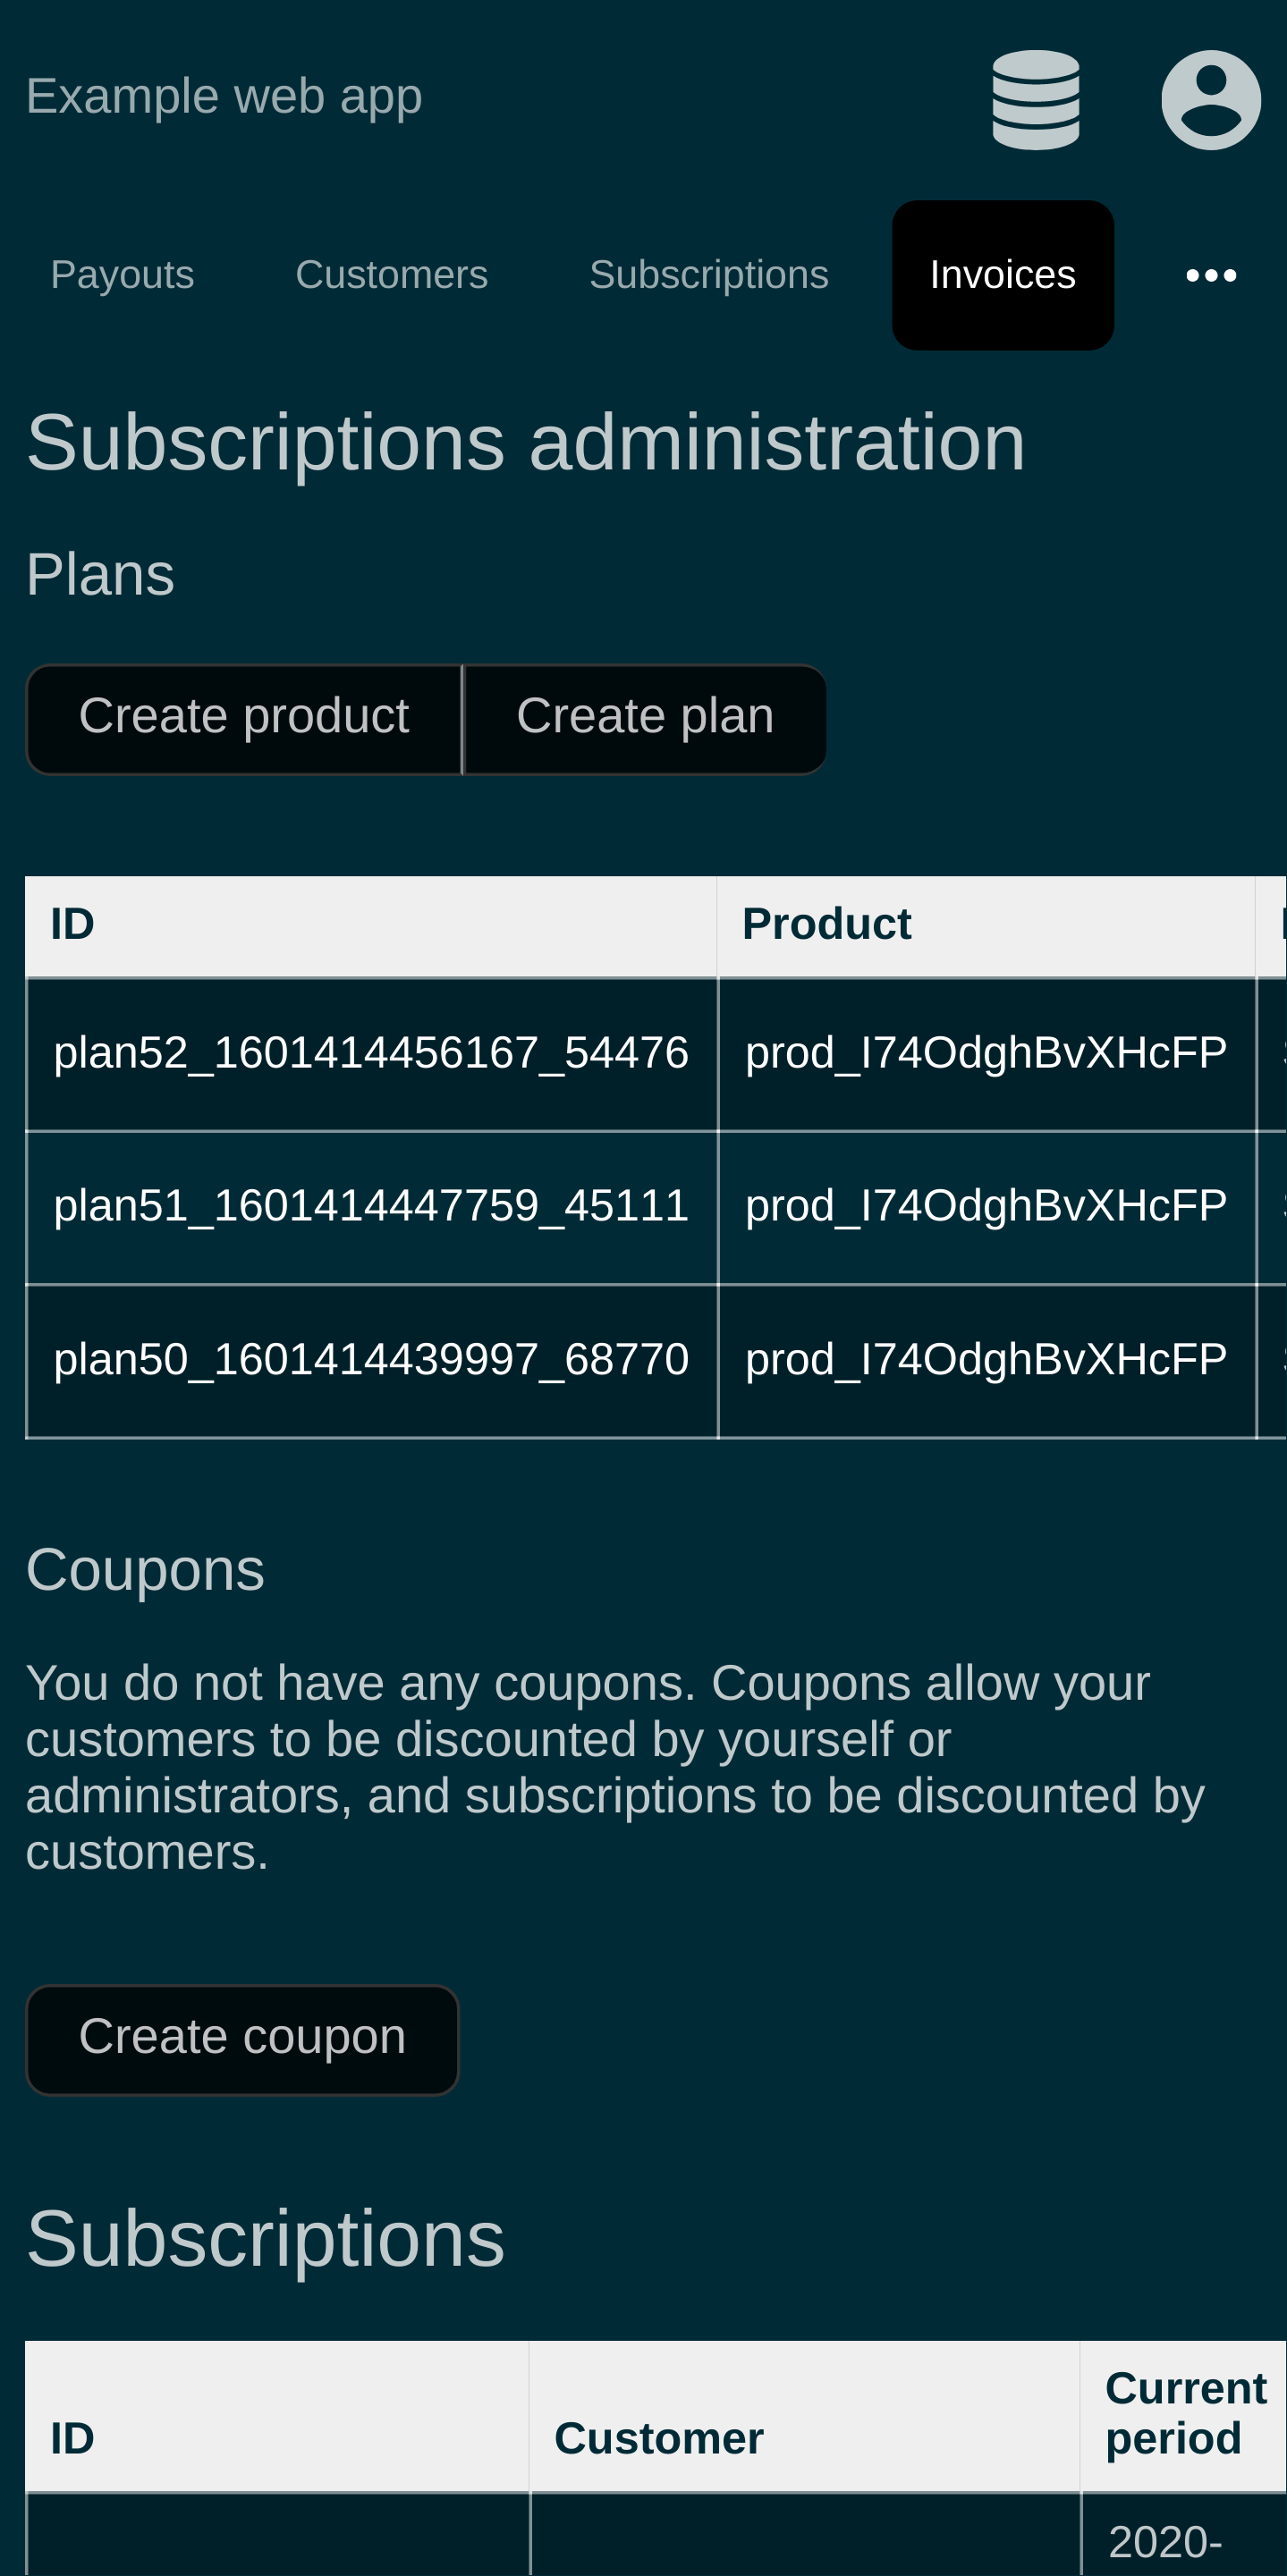 Example web app
Payouts Customers Subscriptions Invoices
Subscriptions administration
Plans
Create product Create plan
ID Product
plan52_1601414456167_54476 prod_I74OdghBvXHcFP
plan51_1601414447759_45111 prod_I74OdghBvXHcFP
plan50_1601414439997_68770 prod_I74OdghBvXHcFP
Coupons
You do not have any coupons. Coupons allow your
customers to be discounted by yourself or
administrators, and subscriptions to be discounted by
customers.
Create coupon
Subscriptions
ID Customer Current
period
2020-